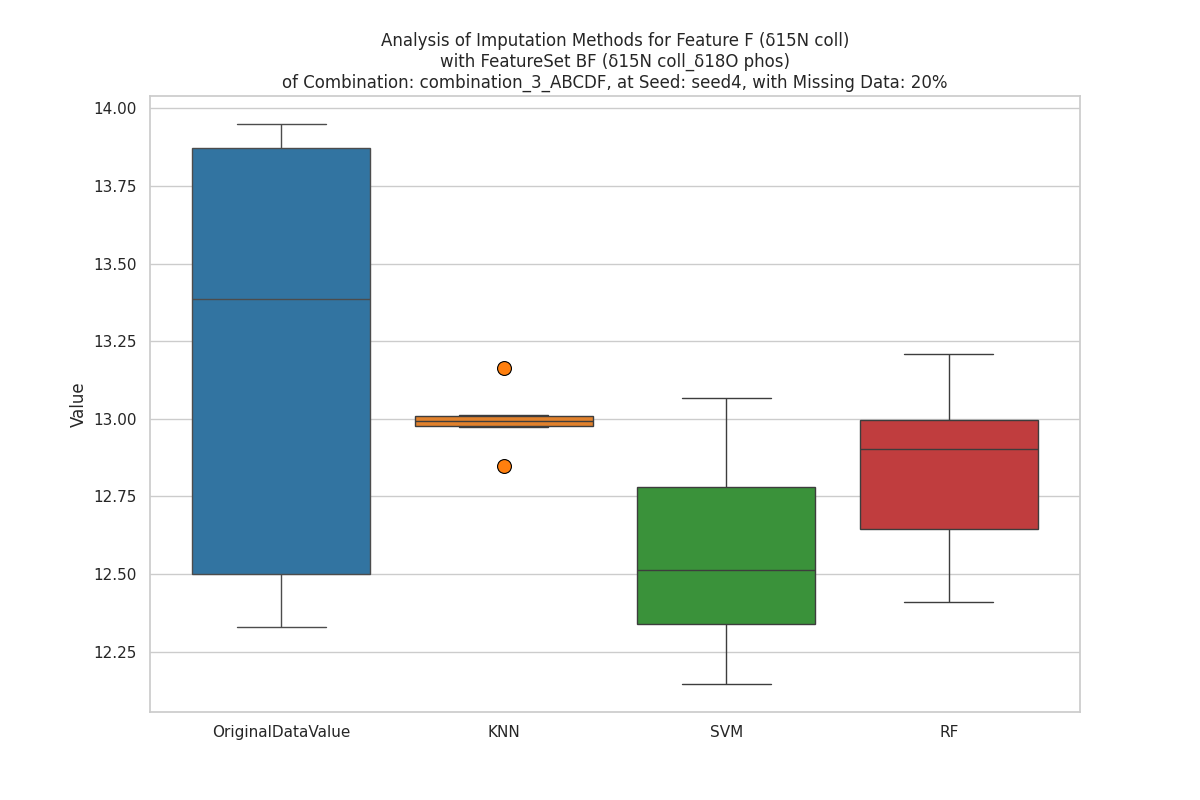 Analysis of Imputation Methods for Feature F (δ15N coll)
with FeatureSet BF (δ15N coll_δ18O phos)
of Combination: combination_3_ABCDF, at Seed: seed4, with Missing Data: 20%
14.00
13.75
13.50
13.25
13.00
12.75
12.50
12.25
Value
OriginalDataValue
KNN
SVM
RF